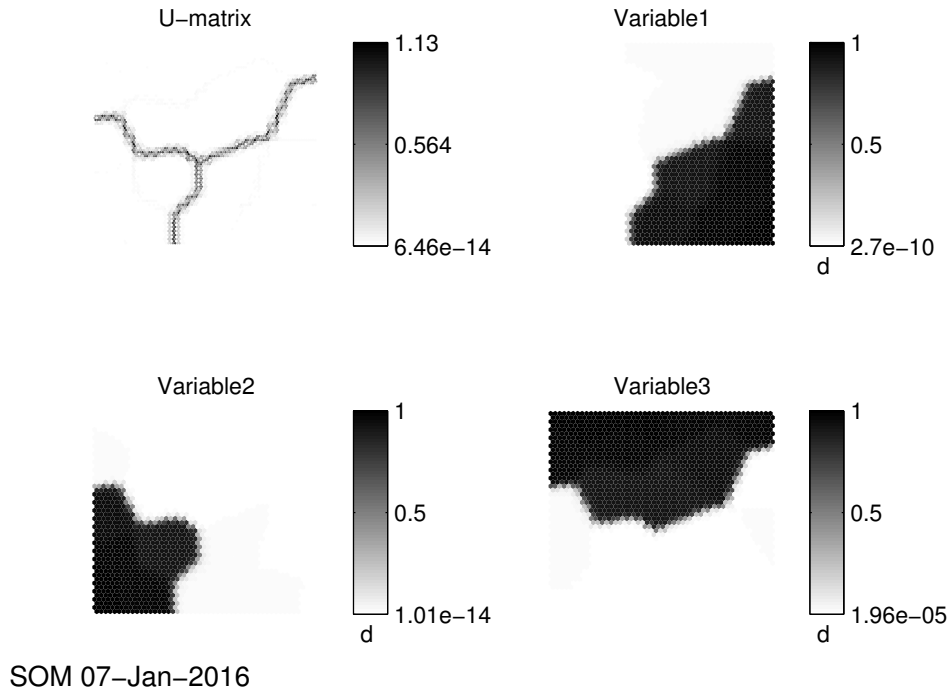 U−matrix
1.13
0.564
6.46e−14
Variable1
1
0.5
2.7e−10
d
Variable2
1
0.5
1.01e−14
d
Variable3
1
0.5
1.96e−05
d
SOM 07−Jan−2016